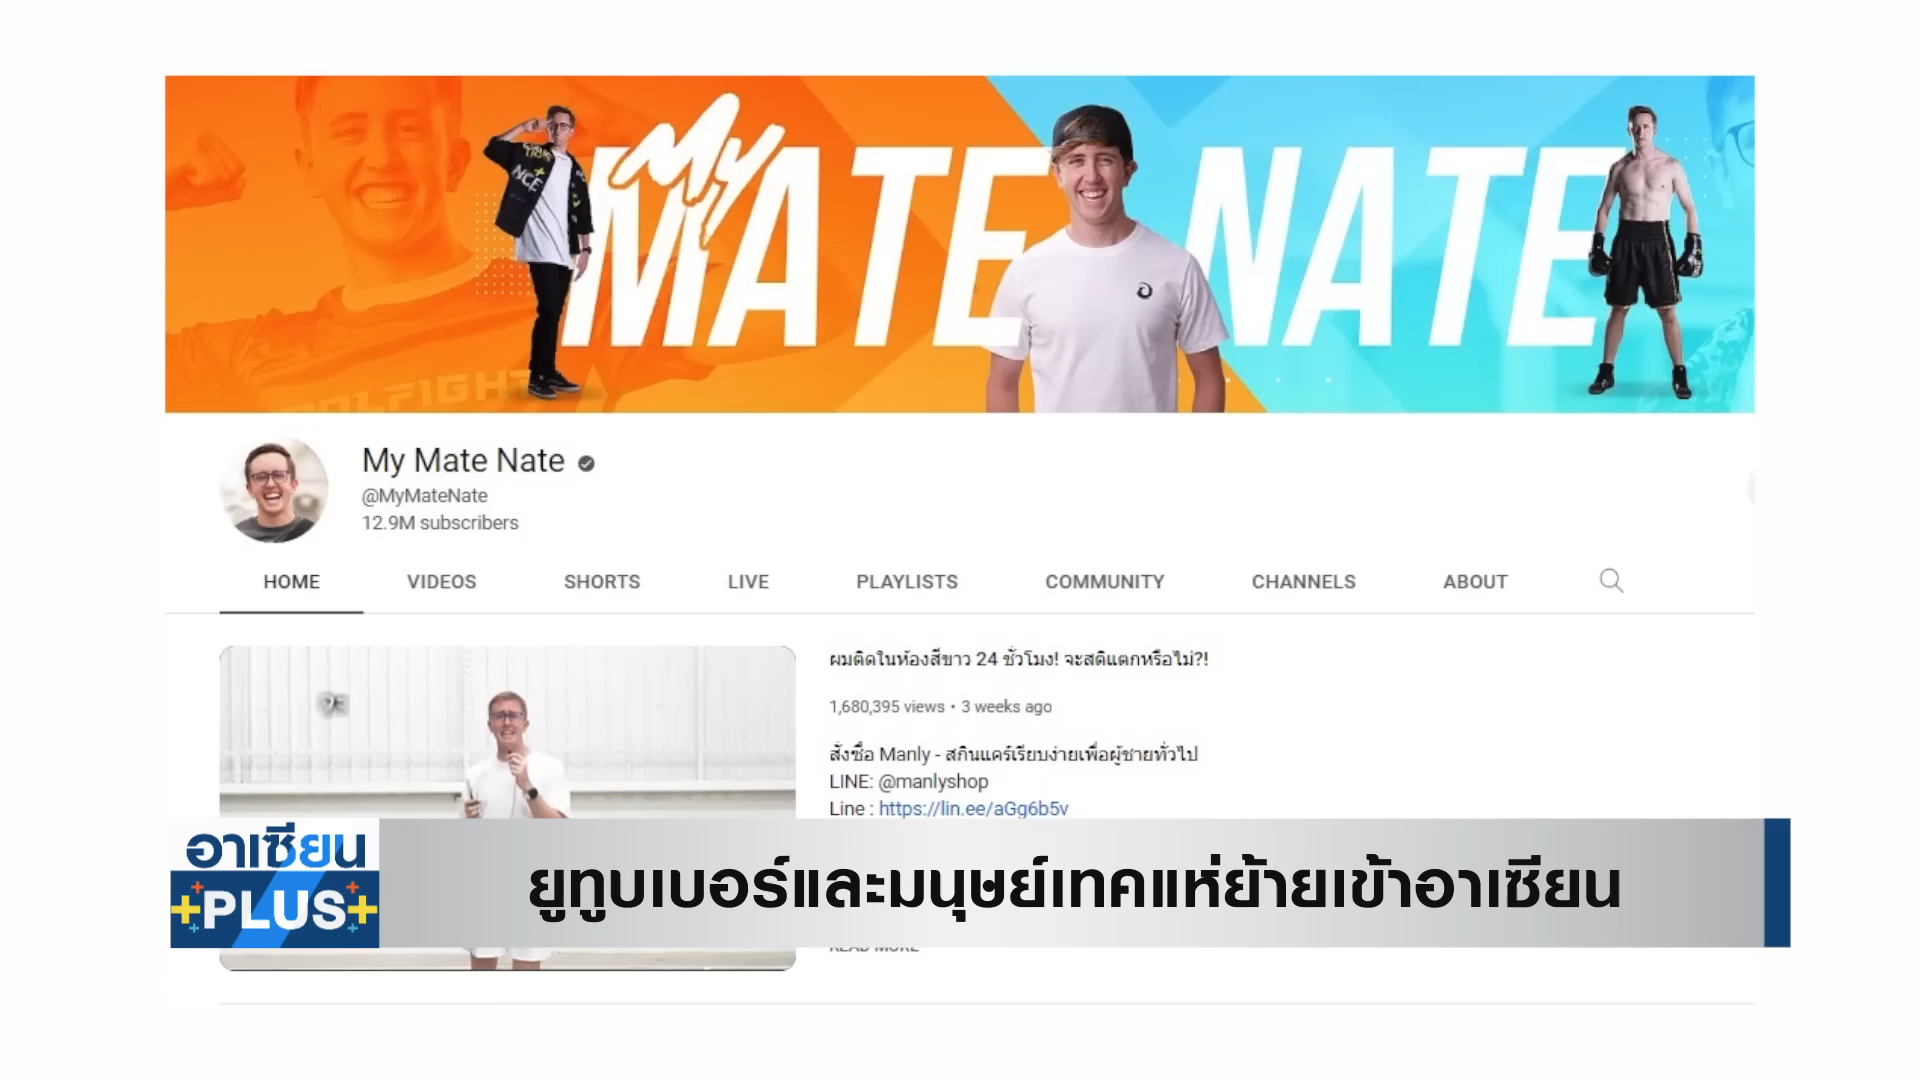 My
MATE NATE
My Mate Nate
@MyMateNate
12.9M subscribers
HOME VIDEOS SHORTS LIVE PLAYLISTS COMMUNITY CHANNELS ABOUT
ผมติดในห้องสีขาว 24 ชั่วโมง! จะสติแตกหรือไม่?!
1,680,395 views • 3 weeks ago
สั่งซื้อ Manly - สกินแคร์เรียบง่ายเพื่อผู้ชายทั่วไป
LINE: @manlyshop
Line : https://lin.ee/aGg6b5v
อาเซียน
PLUS
ยูทูบเบอร์และมนุษย์เทคแห่ย้ายเข้าอาเซียน
READ MORE